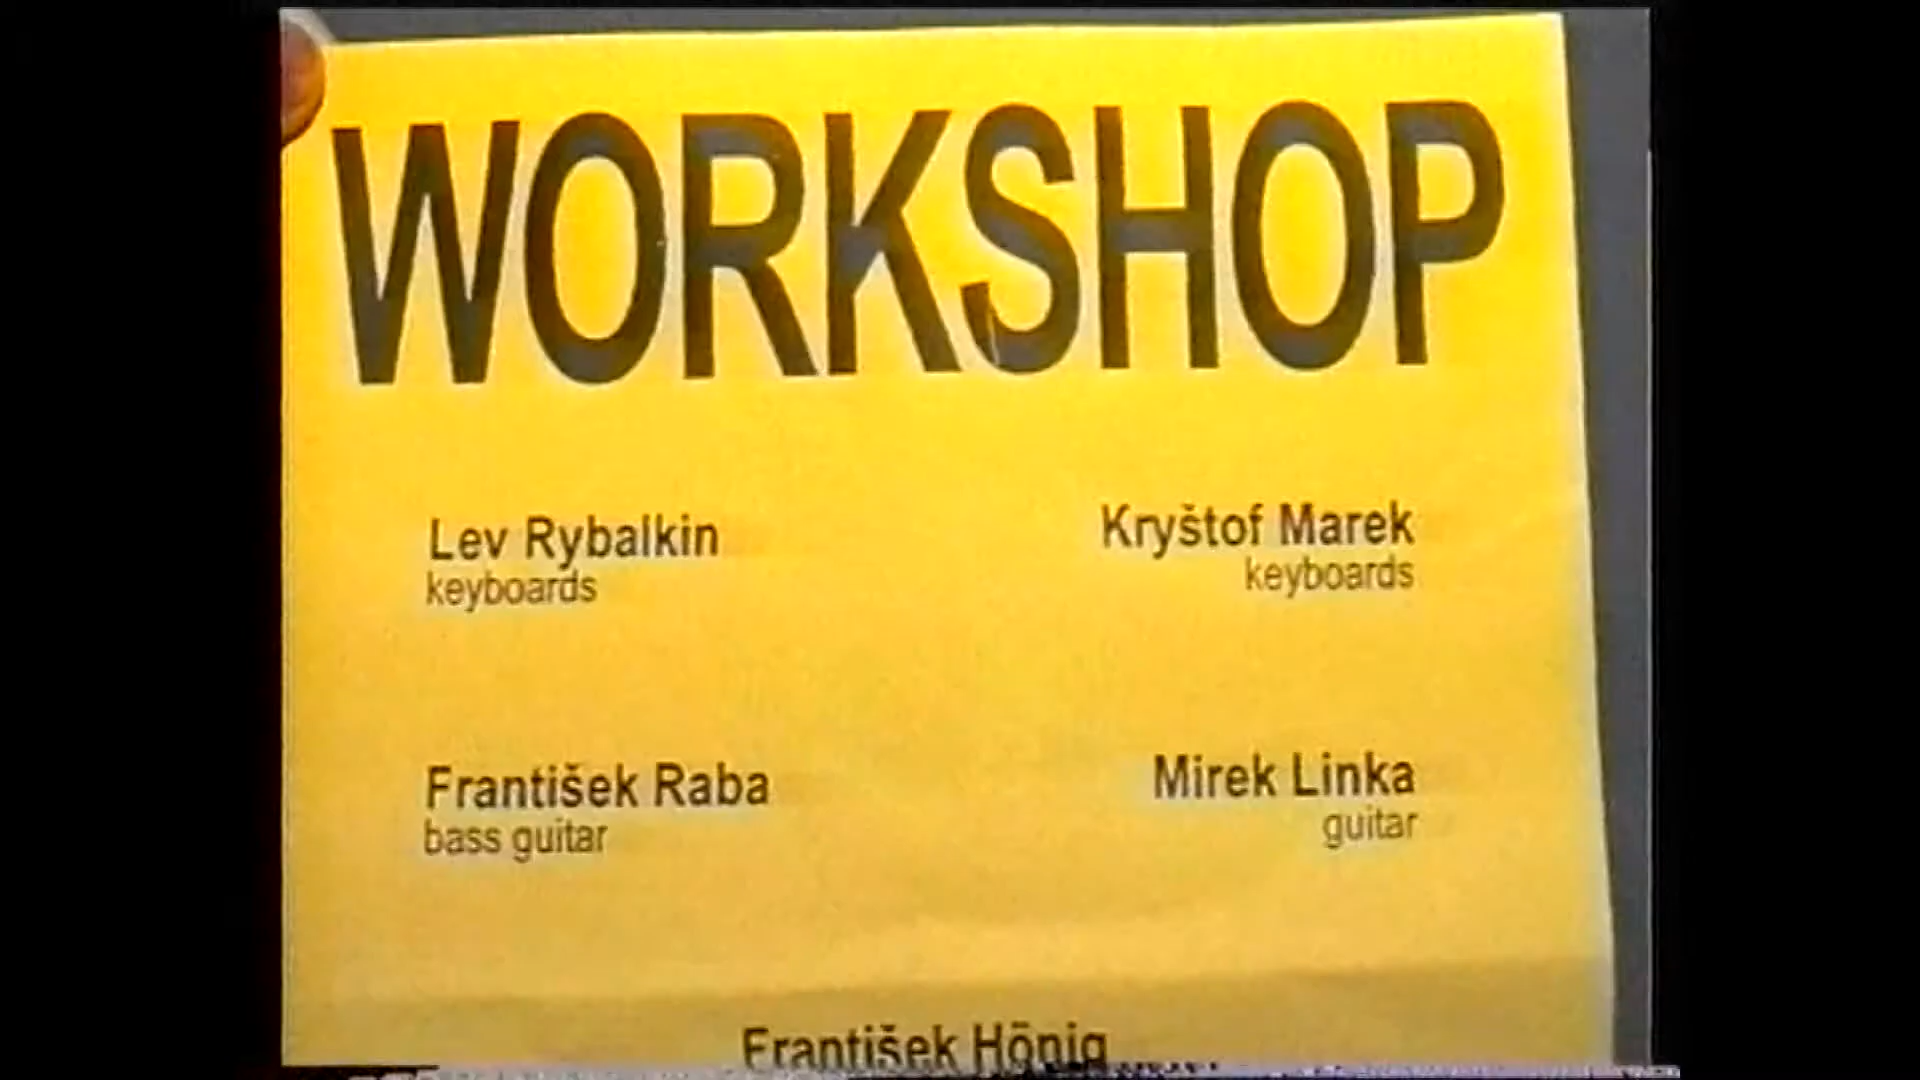 WORKSHOP
Lev Rybalkin
keyboards
Kryštof Marek
keyboards
František Raba
bass guitar
Mirek Linka
guitar
František Hönig